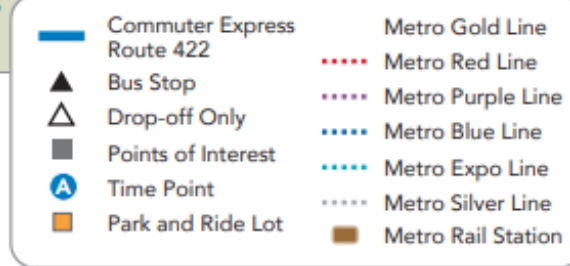 Commuter Express
Route 422
Bus Stop
Drop-off Only
Points of Interest
A
Time Point
Park and Ride Lot
Metro Gold Line
Metro Red Line
Metro Purple Line
Metro Blue Line
Metro Expo Line
Metro Silver Line
Metro Rail Station